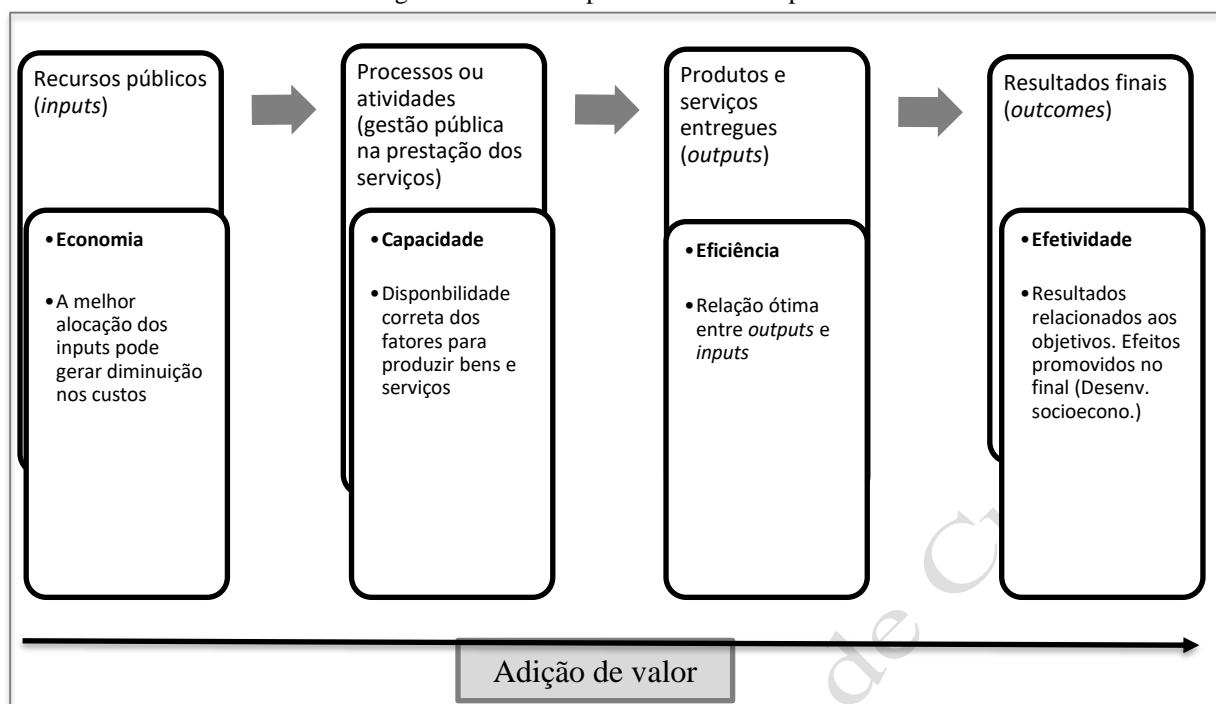 Recursos públicos
(inputs)
Processos ou
atividades
(gestão pública
na prestação dos
serviços)
Produtos e
serviços
entregues
(outputs)
Resultados finais
(outcomes)
•Economia
•A melhor
alocação dos
inputs pode
gerar diminuição
nos custos
•Capacidade
•Disponbilidade
correta dos
fatores para
produzir bens e
serviços
•Eficiência
•Relação ótima
entre outputs e
inputs
•Efetividade
•Resultados
relacionados aos
objetivos. Efeitos
promovidos no
final (Desenv.
socioecono.)
de C
Adição de valor